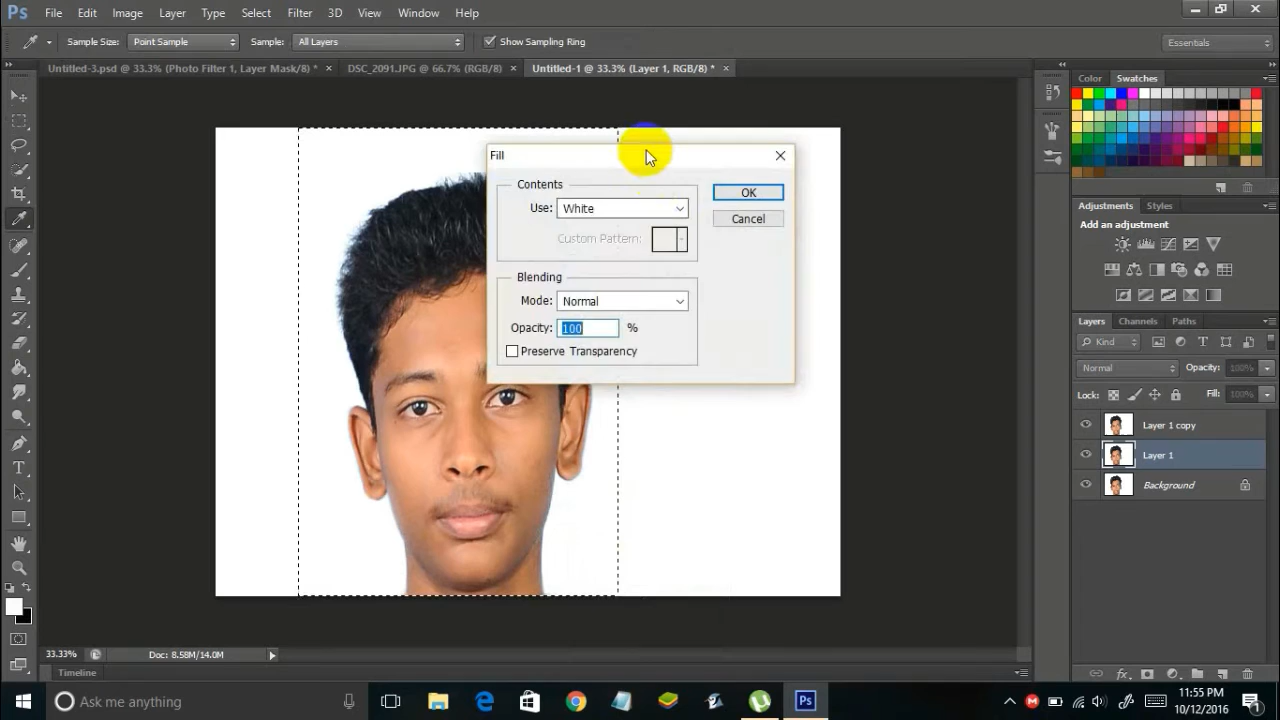 Ps File Edit Image Layer Type Select Filter 3D View Window Help
Sample Size: Point Sample Sample: All Layers Show Sampling Ring Essentials
Untitled-3.psd @ 33.3% (Photo Filter 1, Layer Mask/8) * × DSC_2091.JPG @ 66.7% (RGB/8) × Untitled-1 @ 33.3% (Layer 1, RGB/8) * ×
Color Swatches
Fill
Contents
Use: White
Custom Pattern:
OK
Cancel
Blending
Mode: Normal
Opacity: 100 %
Preserve Transparency
Adjustments Styles
Add an adjustment
Layers Channels Paths
Kind
Normal Opacity: 100%
Lock: Fill: 100%
Layer 1 copy
Layer 1
Background
fx
33.33% Doc: 8.58M/14.0M
Timeline
Ask me anything
Ps
11:55 PM
10/12/2016
1